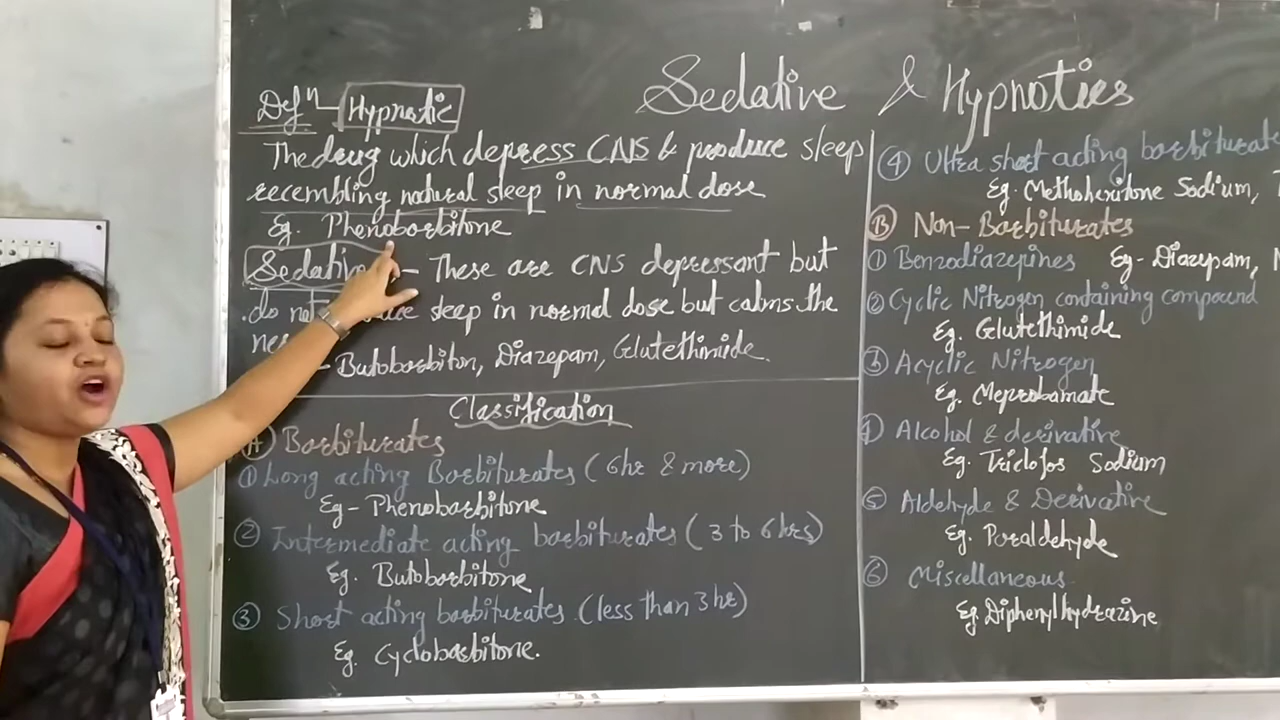 Sedative & Hypnotics
Defn - Hypnotic
The drug which depress CNS & produce sleep
recembling natural sleep in normal dose
Eg. Phenobarbitone
Sedative - These are CNS depressant but
do not sleep in normal dose but calms the
- Butobarbiton, Diazepam, Glutethimide.
Classification
A Barbiturates
① Long acting Barbiturates (6hr & more)
Eg - Phenobarbitone
② Intermediate acting barbiturates (3 to 6 hrs)
Eg. Butobarbitone
③ Short acting barbiturates (less than 3 hr)
Eg. Cyclobarbitone.
④ Ultra short acting barbiturate
Eg. Methohexitone Sodium,
B Non-Barbiturates
① Benzodiazepines Eg - Diazepam,
② Cyclic Nitrogen containing compound
Eg. Glutethimide
③ Acyclic Nitrogen
Eg. Meprobamate
④ Alcohol & derivative
Eg. Triclofos Sodium
⑤ Aldehyde & Derivative
Eg. Paraldehyde
⑥ Miscellaneous
Eg. Diphenylhydrazine